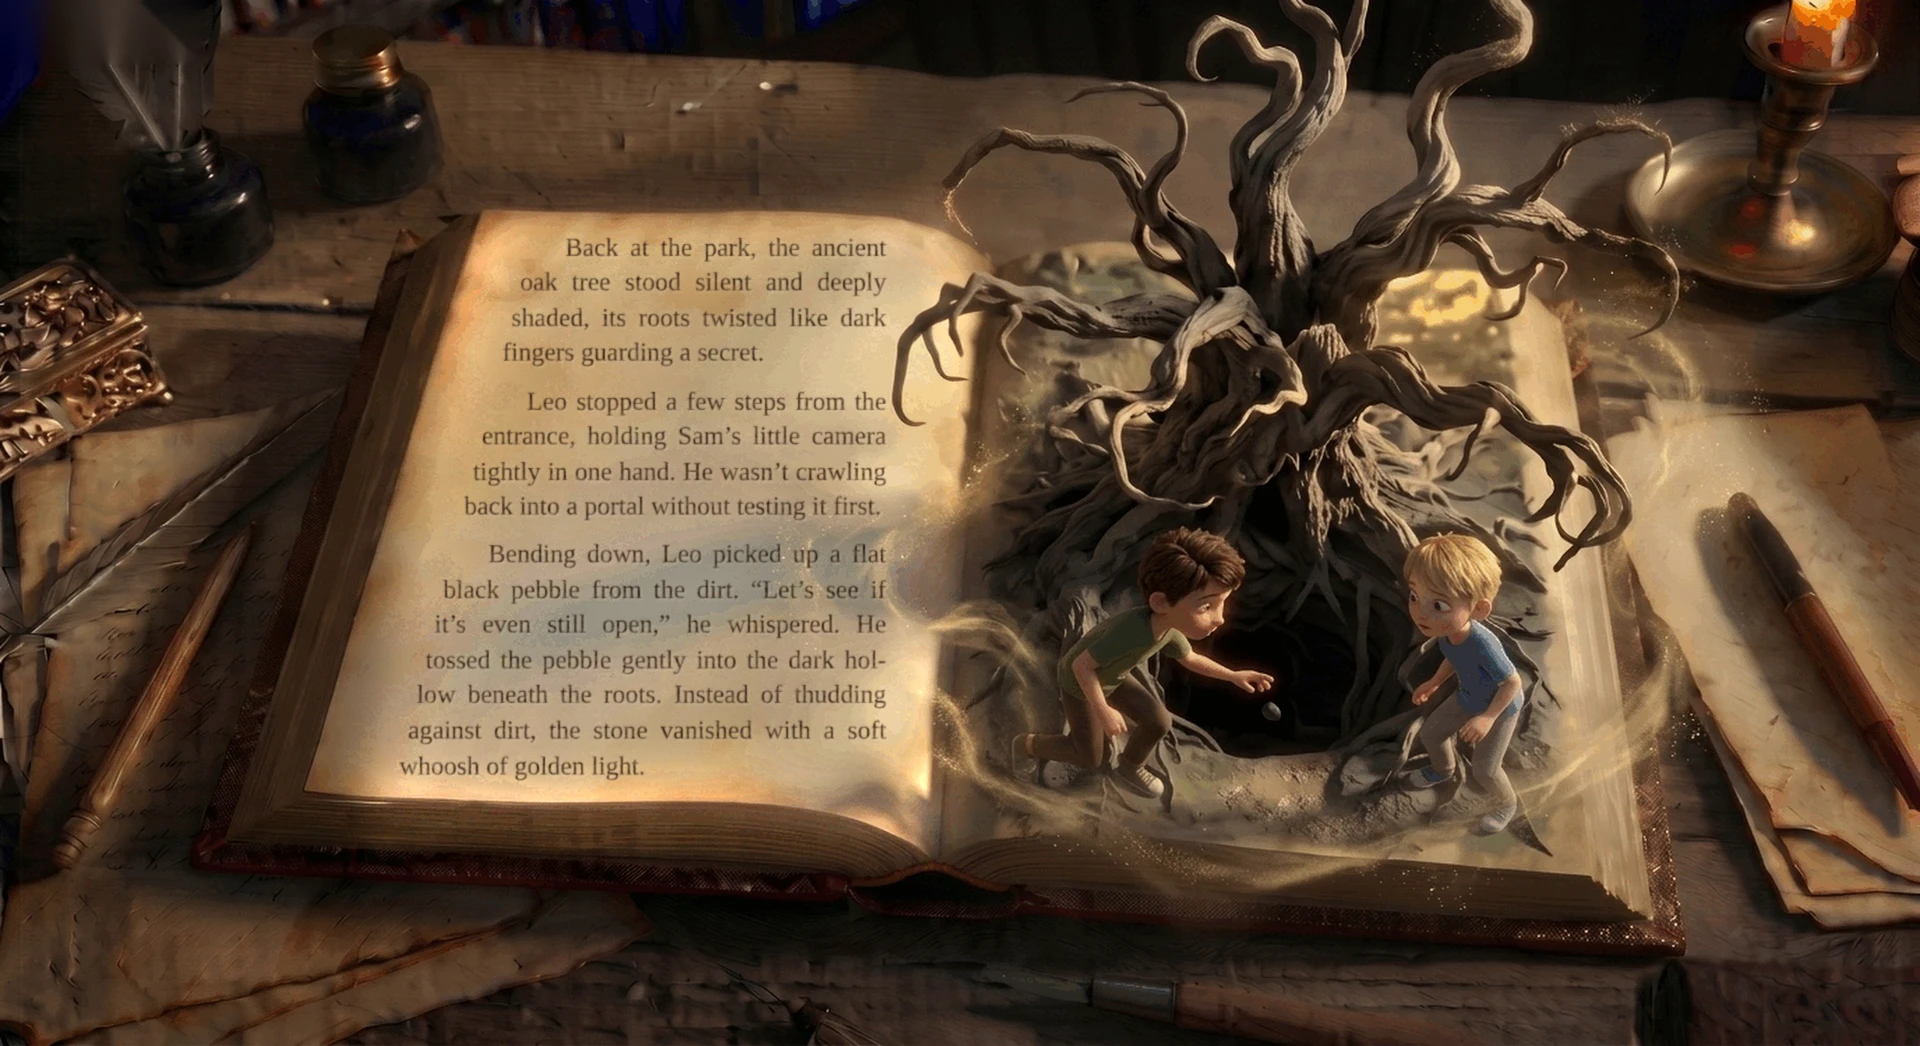 Back at the park, the ancient
oak tree stood silent and deeply
shaded, its roots twisted like dark
fingers guarding a secret.
Leo stopped a few steps from the
entrance, holding Sam’s little camera
tightly in one hand. He wasn’t crawling
back into a portal without testing it first.
Bending down, Leo picked up a flat
black pebble from the dirt. “Let’s see if
it’s even still open,” he whispered. He
tossed the pebble gently into the dark hol-
low beneath the roots. Instead of thudding
against dirt, the stone vanished with a soft
whoosh of golden light.